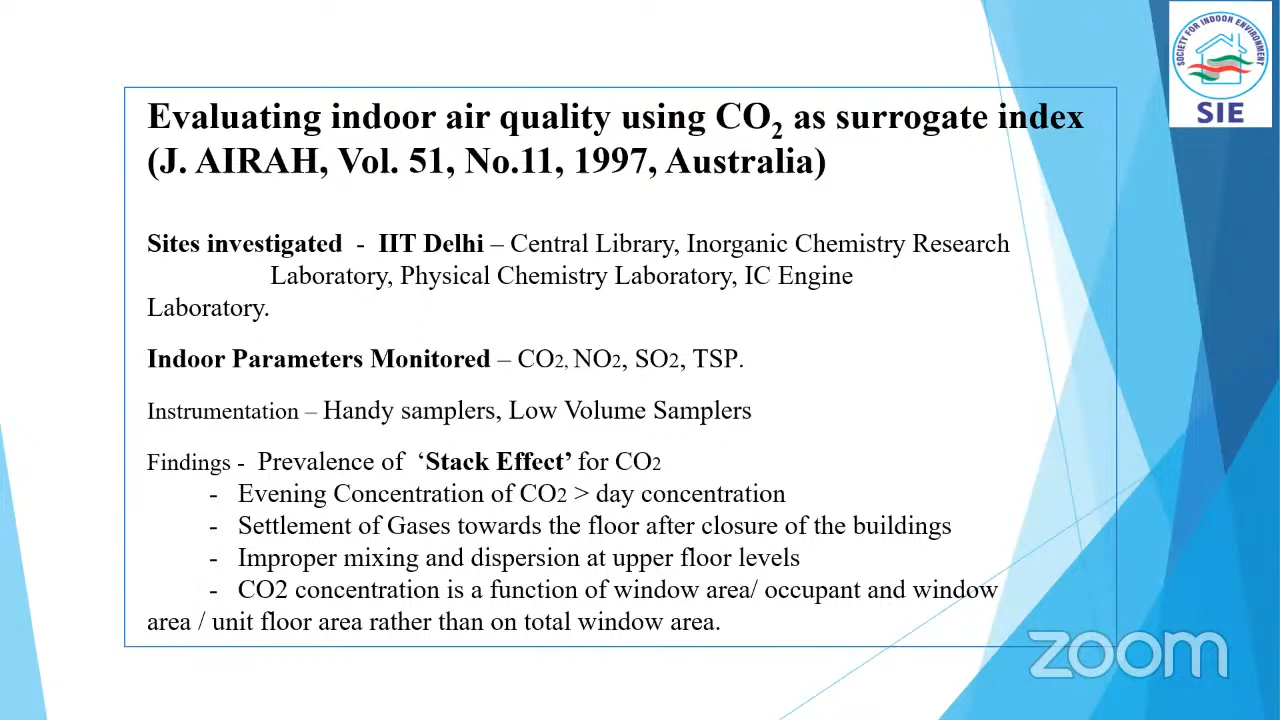 SOCIETY FOR INDOOR ENVIRONMENT
SIE
Evaluating indoor air quality using CO₂ as surrogate index
(J. AIRAH, Vol. 51, No.11, 1997, Australia)
Sites investigated - IIT Delhi – Central Library, Inorganic Chemistry Research
Laboratory, Physical Chemistry Laboratory, IC Engine
Laboratory.
Indoor Parameters Monitored – CO2, NO2, SO2, TSP.
Instrumentation – Handy samplers, Low Volume Samplers
Findings - Prevalence of ‘Stack Effect’ for CO2
- Evening Concentration of CO2 > day concentration
- Settlement of Gases towards the floor after closure of the buildings
- Improper mixing and dispersion at upper floor levels
- CO2 concentration is a function of window area/ occupant and window
area / unit floor area rather than on total window area.
zoom